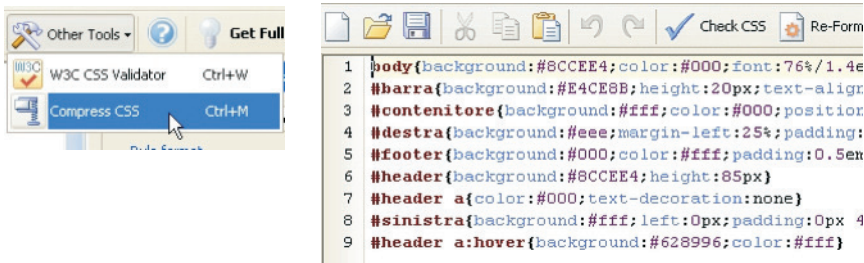 Other Tools
Get Full
W3C CSS Validator Ctrl+W
Compress CSS Ctrl+M
Check CSS Re-Form
1 body{background:#8CCEE4;color:#000;font:76%/1.4e
2 #barra{background:#E4CE8B;height:20px;text-align
3 #contenitore{background:#fff;color:#000;position
4 #destra{background:#eee;margin-left:25%;padding:
5 #footer{background:#000;color:#fff;padding:0.5em
6 #header{background:#8CCEE4;height:85px}
7 #header a{color:#000;text-decoration:none}
8 #sinistra{background:#fff;left:0px;padding:0px 4
9 #header a:hover{background:#628996;color:#fff}